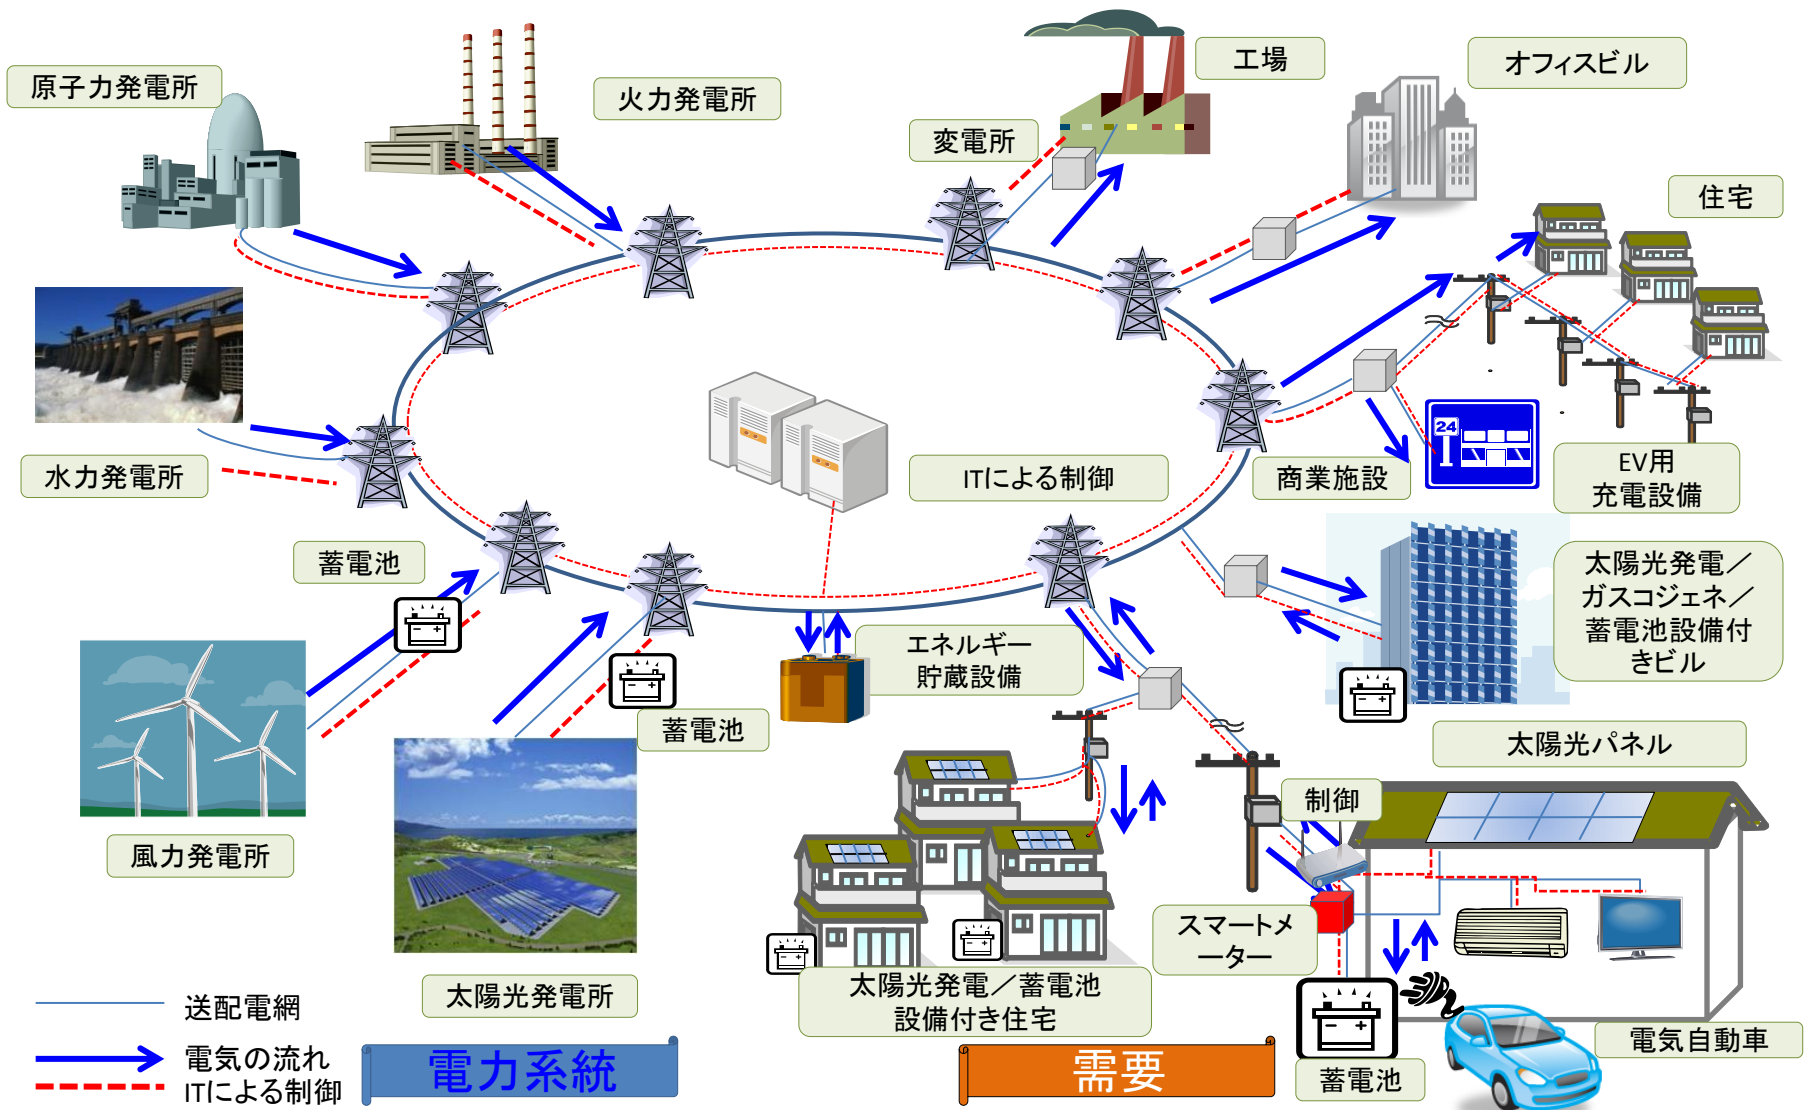 原子力発電所
火力発電所
変電所
工場
オフィスビル
住宅
水力発電所
ITによる制御
商業施設
24
EV用
充電設備
蓄電池
太陽光発電／
ガスコジェネ／
蓄電池設備付
きビル
エネルギー
貯蔵設備
蓄電池
太陽光パネル
制御
風力発電所
スマートメ
ーター
太陽光発電所
太陽光発電／蓄電池
設備付き住宅
電気自動車
蓄電池
送配電網
電気の流れ
ITによる制御
電力系統
需要